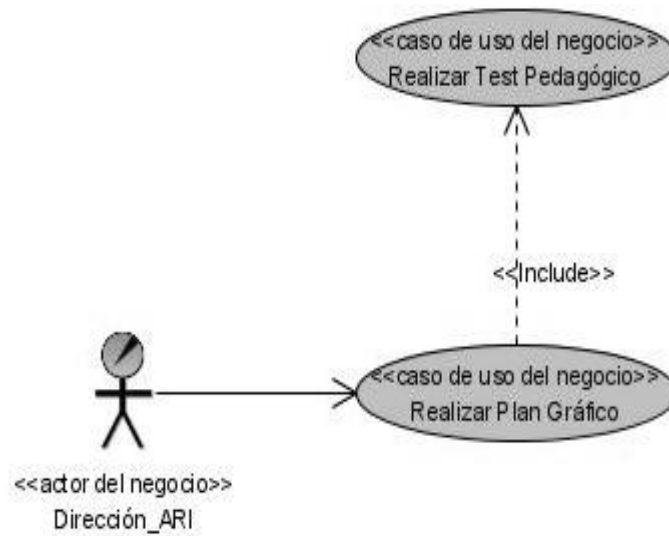 <<caso de uso del negocio>>
Realizar Test Pedagógico
<<Include>>
<<caso de uso del negocio>>
Realizar Plan Gráfico
<<actor del negocio>>
Dirección_ARI